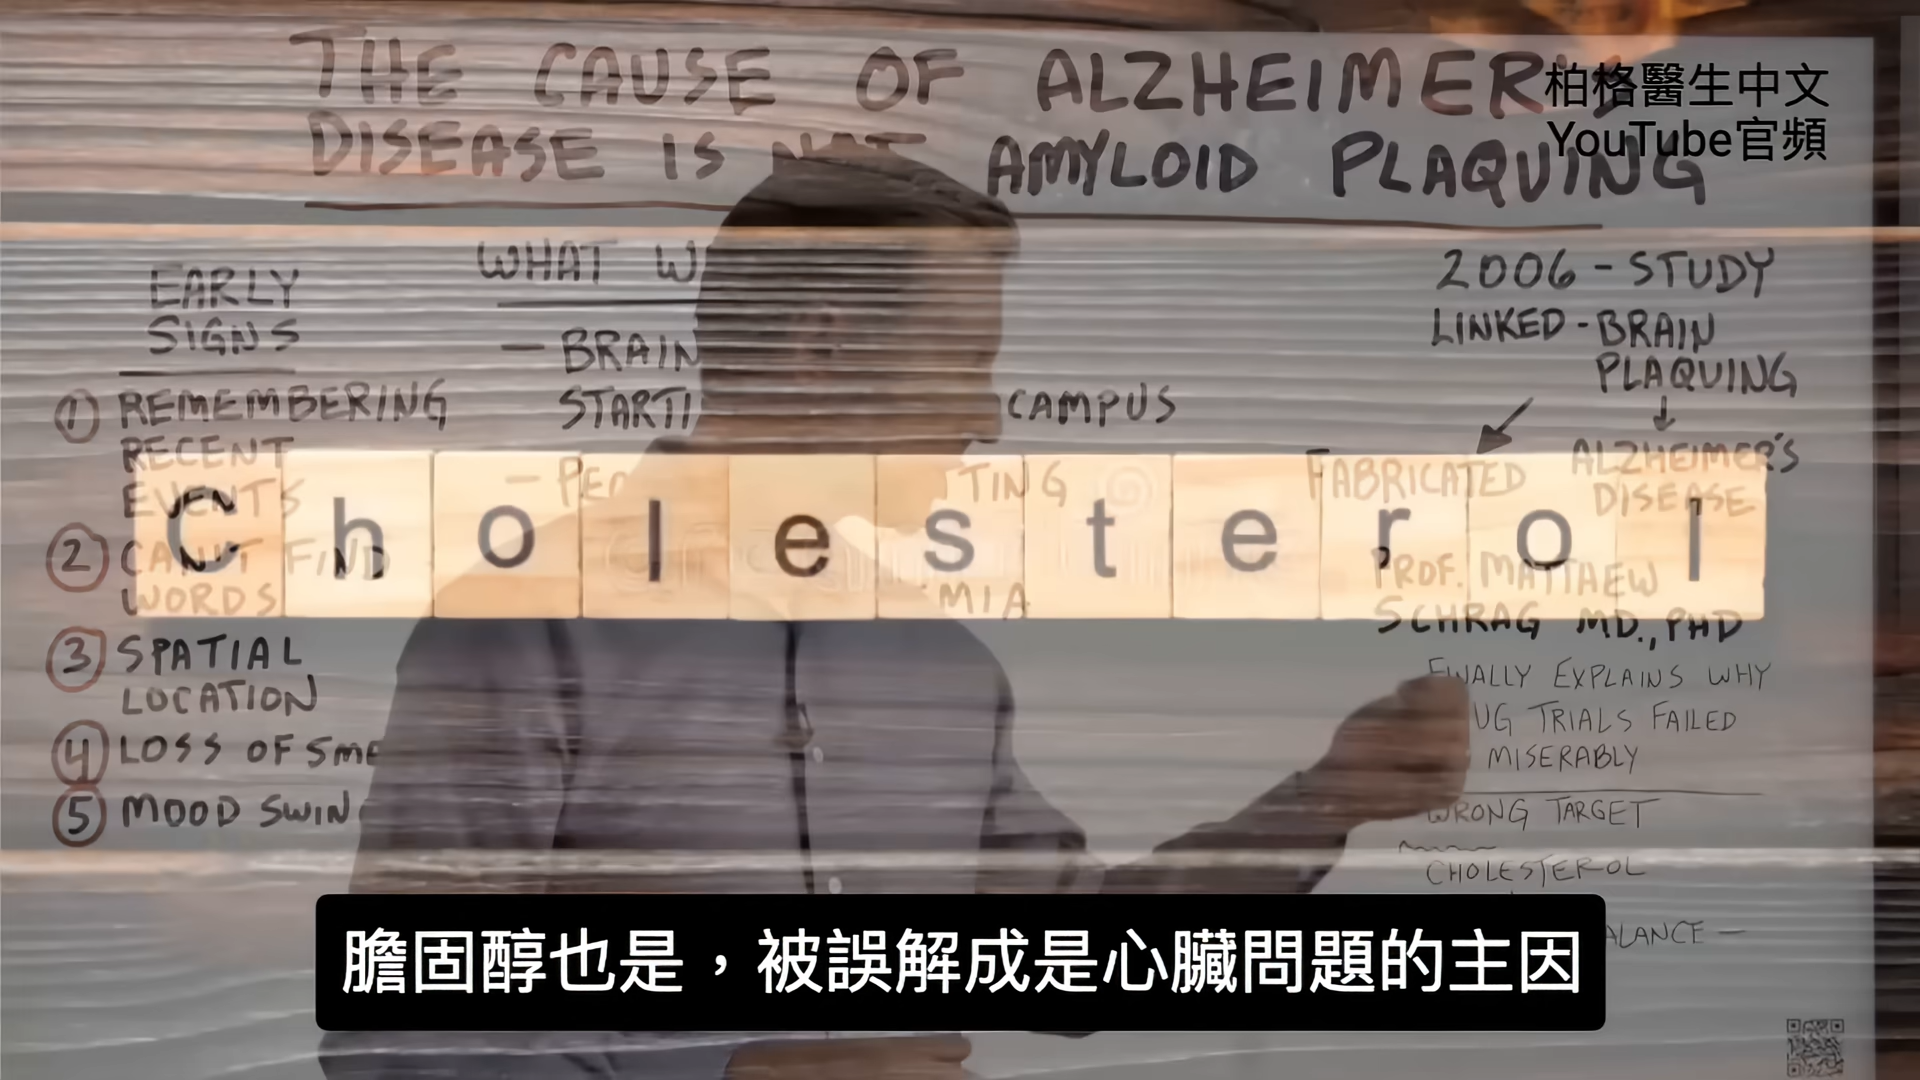 THE CAUSE OF ALZHEIMER'S
DISEASE IS NOT AMYLOID PLAQUING
柏格醫生中文
YouTube官頻
EARLY
SIGNS
① REMEMBERING
RECENT
EVENTS
② CAN'T FIND
WORDS
③ SPATIAL
LOCATION
④ LOSS OF SME
⑤ MOOD SWIN
WHAT W
- BRAIN
STARTI
CAMPUS
TING
MIA
2006 - STUDY
LINKED - BRAIN
PLAQUING
FABRICATED
ALZHEIMER'S
DISEASE
PROF. MATTHEW
SCHRAG MD., PHD
FINALLY EXPLAINS WHY
UG TRIALS FAILED
MISERABLY
WRONG TARGET
CHOLESTEROL
ALANCE -
Cholesterol
膽固醇也是，被誤解成是心臟問題的主因